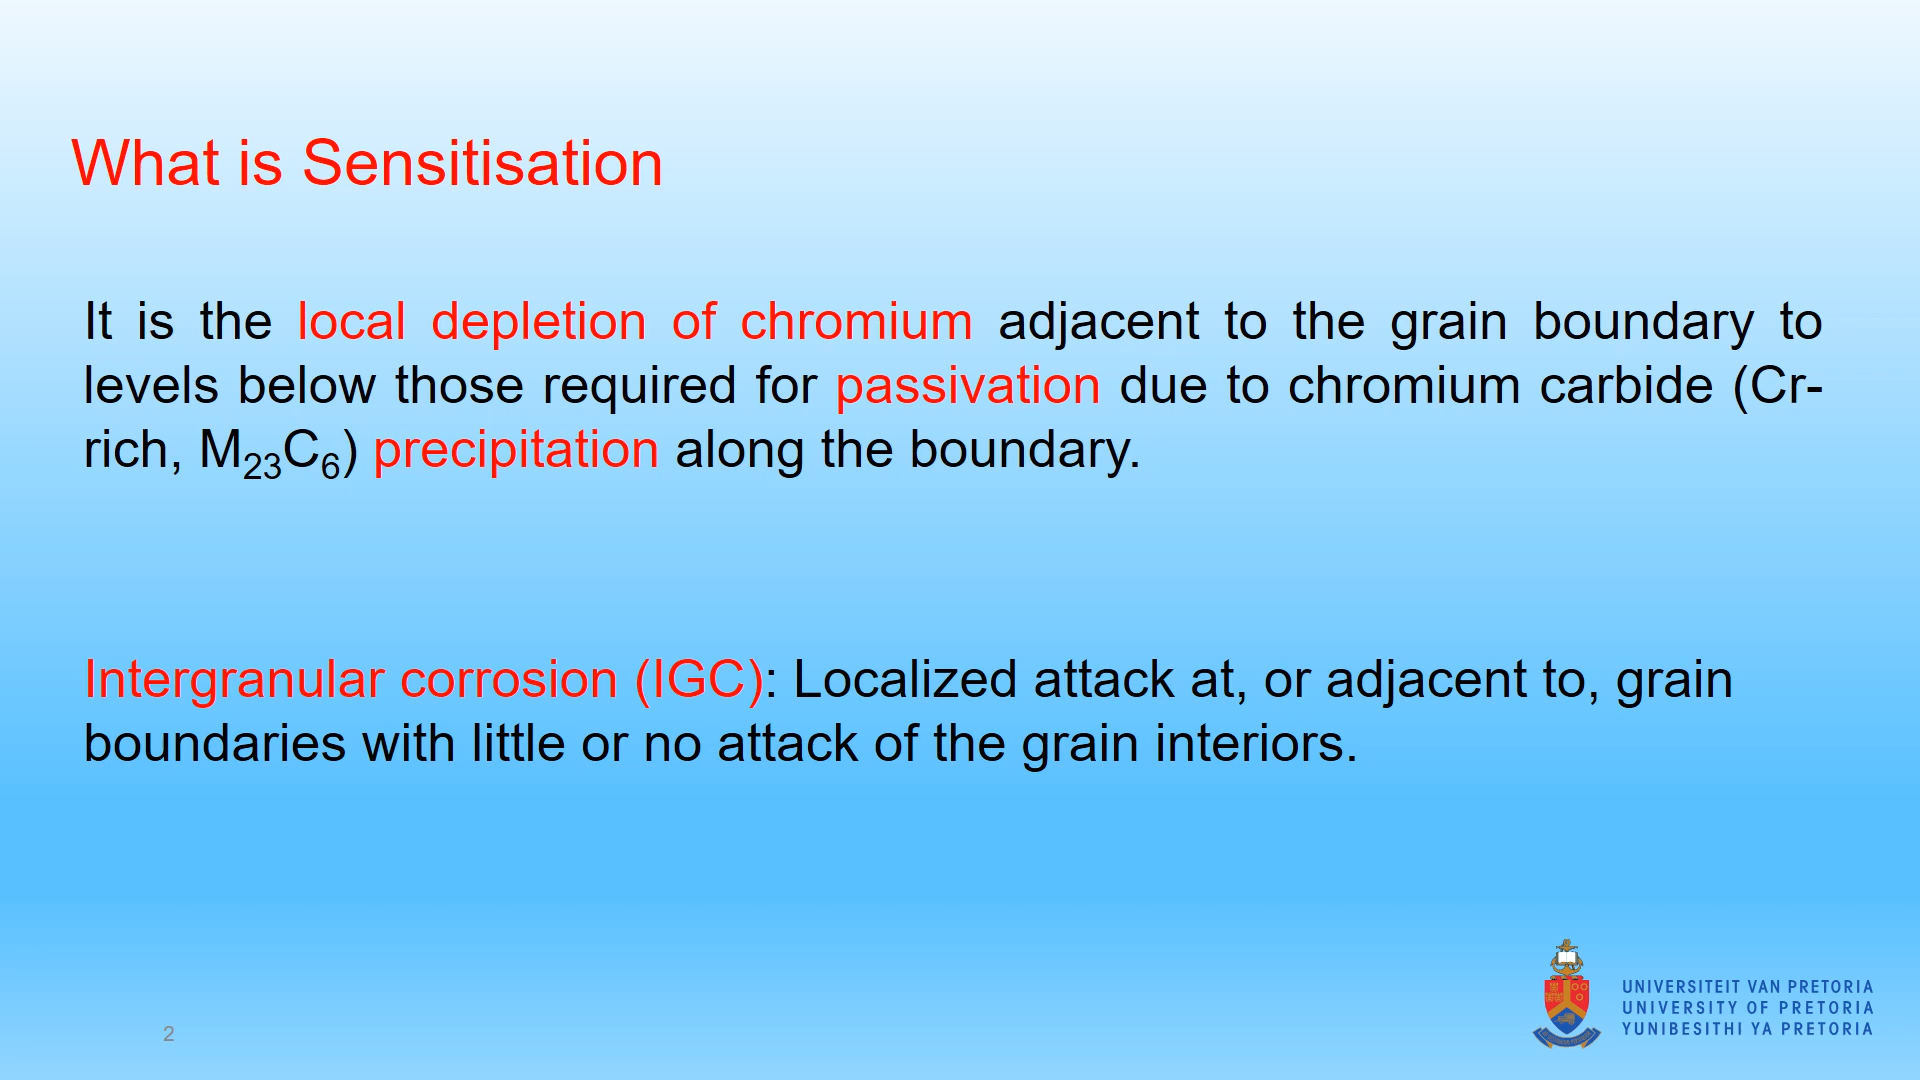 What is Sensitisation
It is the local depletion of chromium adjacent to the grain boundary to
levels below those required for passivation due to chromium carbide (Cr-
rich, M₂₃C₆) precipitation along the boundary.
Intergranular corrosion (IGC): Localized attack at, or adjacent to, grain
boundaries with little or no attack of the grain interiors.
UNIVERSITEIT VAN PRETORIA
UNIVERSITY OF PRETORIA
YUNIBESITHI YA PRETORIA
2